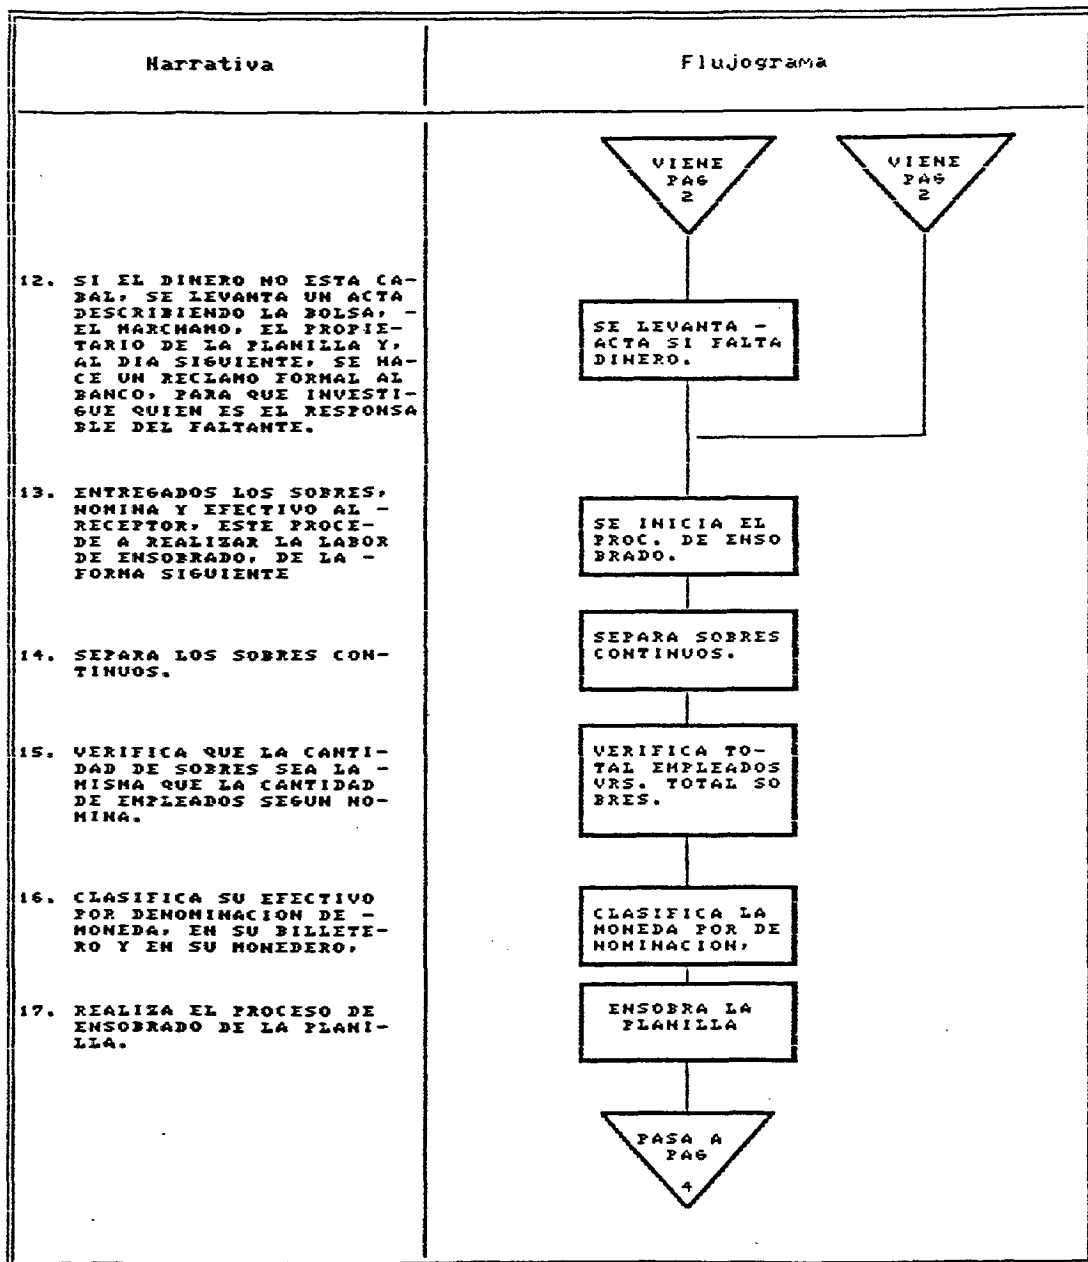 Narrativa
Flujograma
VIENE
PAG
2
VIENE
PAG
2
12. SI EL DINERO NO ESTA CA-
BAL, SE LEVANTA UN ACTA
DESCRIBIENDO LA BOLSA, -
EL MARCHAMO, EL PROPIE-
TARIO DE LA PLANILLA Y,
AL DIA SIGUIENTE, SE HA-
CE UN RECLAMO FORMAL AL
BANCO, PARA QUE INVESTI-
GUE QUIEN ES EL RESPONSA
BLE DEL FALTANTE.
SE LEVANTA -
ACTA SI FALTA
DINERO.
13. ENTREGADOS LOS SOBRES,
NOMINA Y EFECTIVO AL -
RECEPTOR, ESTE PROCE-
DE A REALIZAR LA LABOR
DE ENSOBRADO, DE LA -
FORMA SIGUIENTE
SE INICIA EL
PROC. DE ENSO
BRADO.
14. SEPARA LOS SOBRES CON-
TINUOS.
SEPARA SOBRES
CONTINUOS.
15. VERIFICA QUE LA CANTI-
DAD DE SOBRES SEA LA -
MISMA QUE LA CANTIDAD
DE EMPLEADOS SEGUN NO-
MINA.
VERIFICA TO-
TAL EMPLEADOS
VRS. TOTAL SO
BRES.
16. CLASIFICA SU EFECTIVO
POR DENOMINACION DE -
MONEDA, EN SU BILLETE-
RO Y EN SU MONEDERO,
CLASIFICA LA
MONEDA POR DE
NOMINACION,
17. REALIZA EL PROCESO DE
ENSOBRADO DE LA PLANI-
LLA.
ENSOBRA LA
PLANILLA
PASA A
PAG
4